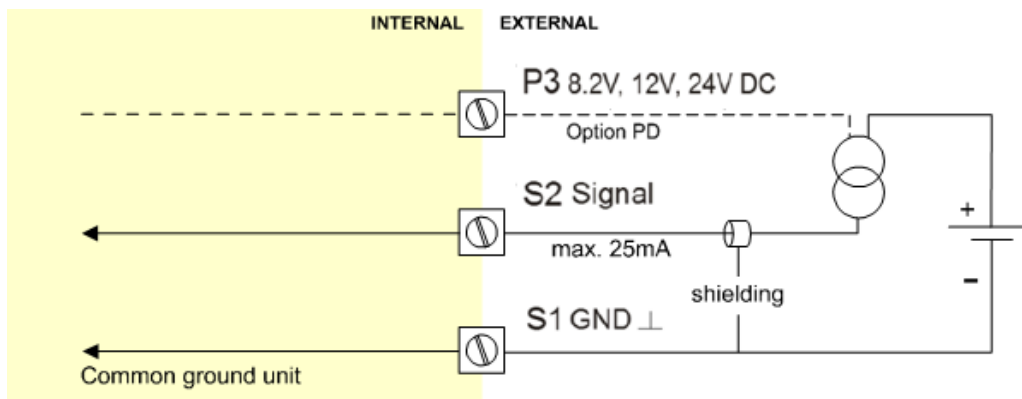 INTERNAL EXTERNAL
P3 8.2V, 12V, 24V DC
Option PD
S2 Signal
+
max. 25mA
-
shielding
S1 GND ⊥
Common ground unit